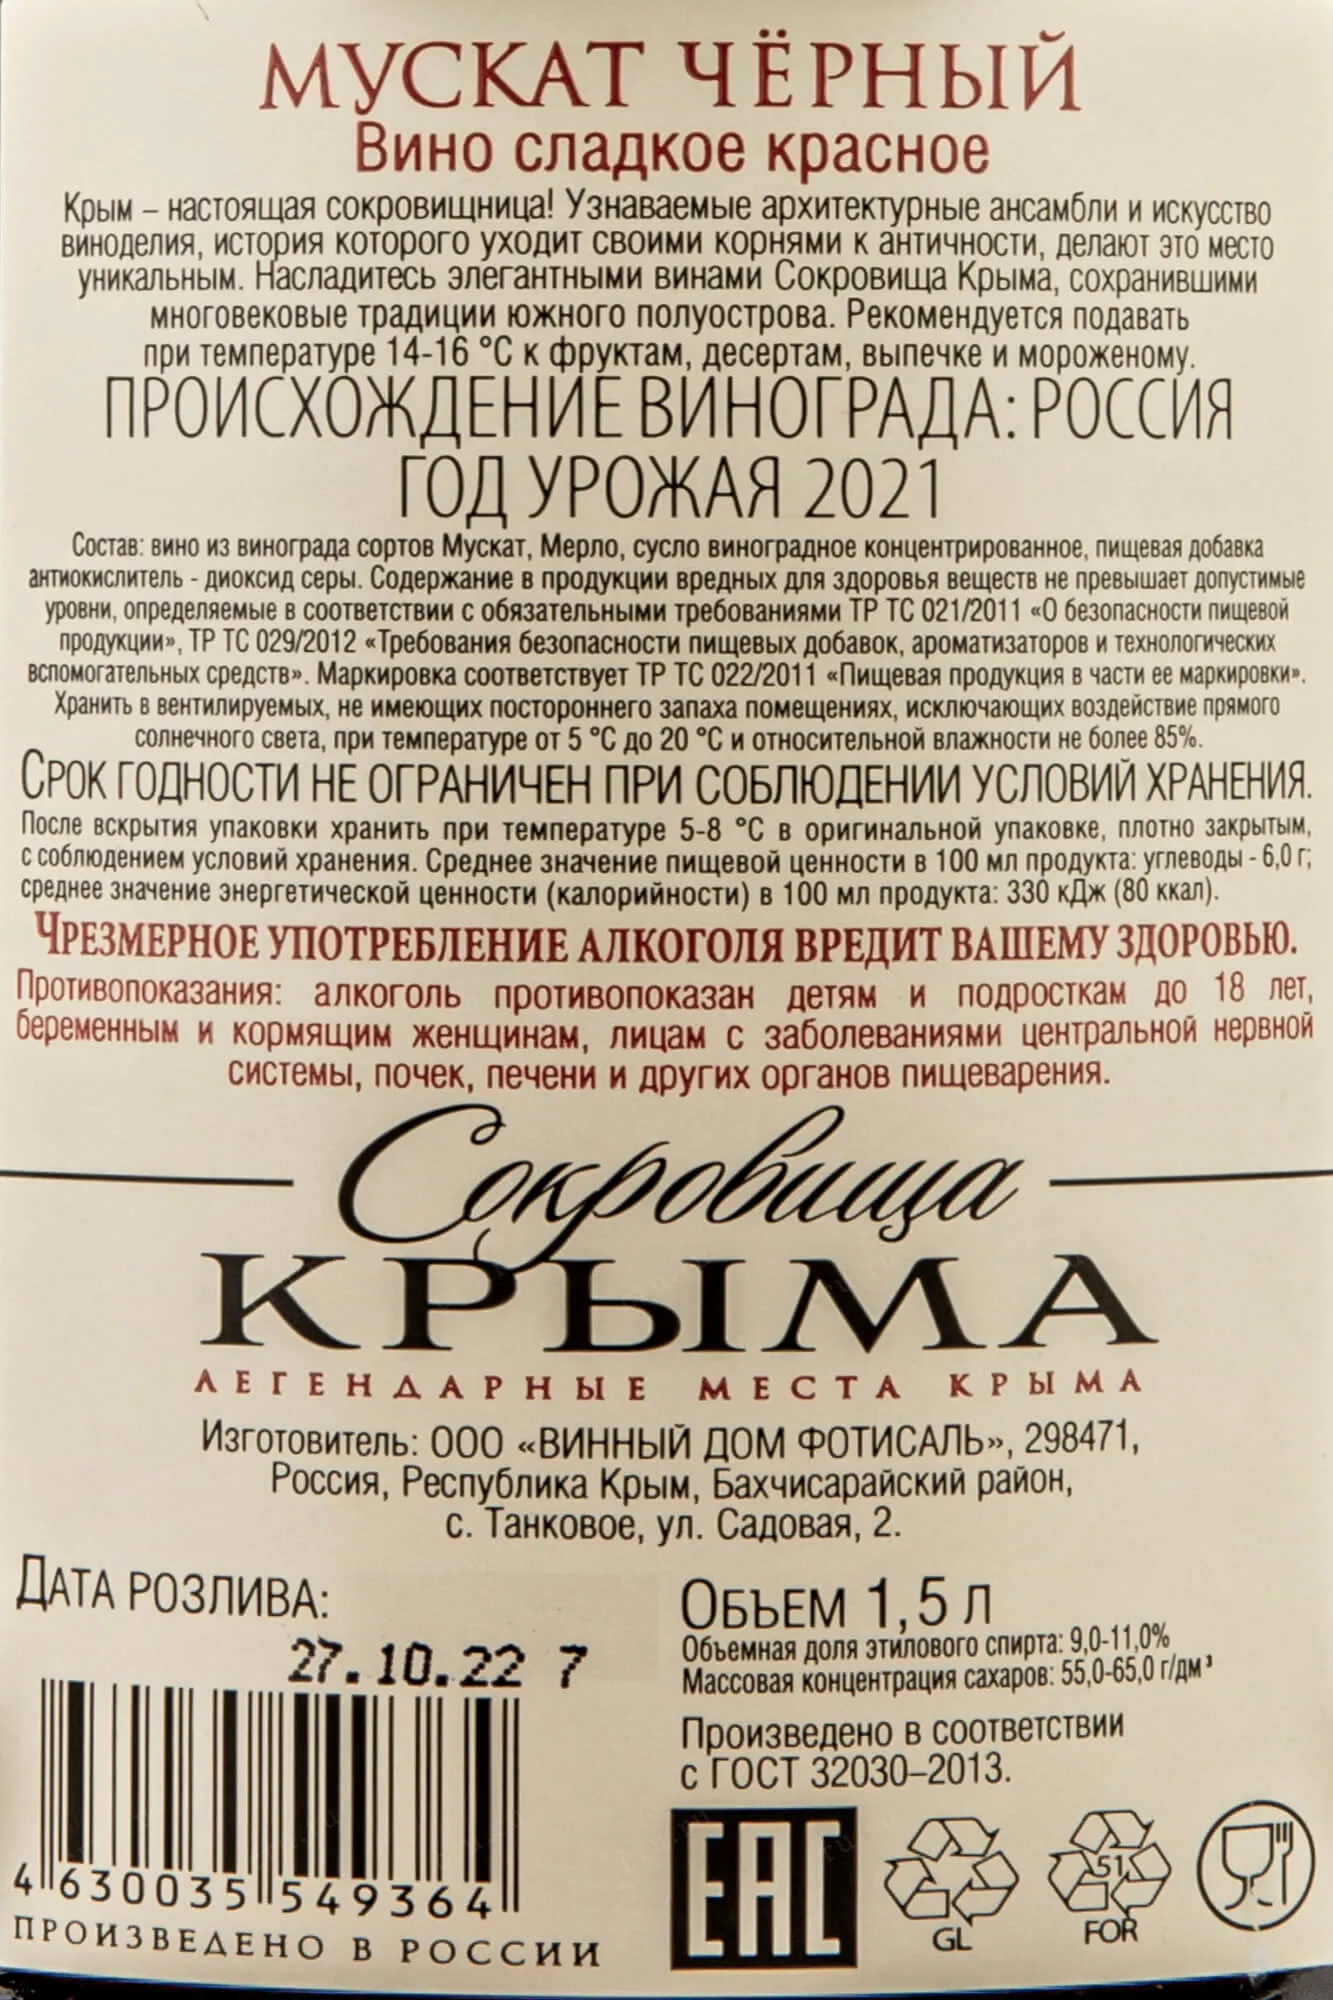 МУСКАТ ЧЁРНЫЙ
Вино сладкое красное
Крым – настоящая сокровищница! Узнаваемые архитектурные ансамбли и искусство
виноделия, история которого уходит своими корнями к античности, делают это место
уникальным. Насладитесь элегантными винами Сокровища Крыма, сохранившими
многовековые традиции южного полуострова. Рекомендуется подавать
при температуре 14-16 °С к фруктам, десертам, выпечке и мороженому.
ПРОИСХОЖДЕНИЕ ВИНОГРАДА: РОССИЯ
ГОД УРОЖАЯ 2021
Состав: вино из винограда сортов Мускат, Мерло, сусло виноградное концентрированное, пищевая добавка
антиокислитель - диоксид серы. Содержание в продукции вредных для здоровья веществ не превышает допустимые
уровни, определяемые в соответствии с обязательными требованиями ТР ТС 021/2011 «О безопасности пищевой
продукции», ТР ТС 029/2012 «Требования безопасности пищевых добавок, ароматизаторов и технологических
вспомогательных средств». Маркировка соответствует ТР ТС 022/2011 «Пищевая продукция в части ее маркировки».
Хранить в вентилируемых, не имеющих постороннего запаха помещениях, исключающих воздействие прямого
солнечного света, при температуре от 5 °С до 20 °С и относительной влажности не более 85%.
СРОК ГОДНОСТИ НЕ ОГРАНИЧЕН ПРИ СОБЛЮДЕНИИ УСЛОВИЙ ХРАНЕНИЯ.
После вскрытия упаковки хранить при температуре 5-8 °С в оригинальной упаковке, плотно закрытым,
с соблюдением условий хранения. Среднее значение пищевой ценности в 100 мл продукта: углеводы - 6,0 г;
среднее значение энергетической ценности (калорийности) в 100 мл продукта: 330 кДж (80 ккал).
ЧРЕЗМЕРНОЕ УПОТРЕБЛЕНИЕ АЛКОГОЛЯ ВРЕДИТ ВАШЕМУ ЗДОРОВЬЮ.
Противопоказания: алкоголь противопоказан детям и подросткам до 18 лет,
беременным и кормящим женщинам, лицам с заболеваниями центральной нервной
системы, почек, печени и других органов пищеварения.
Сокровища
КРЫМА
ЛЕГЕНДАРНЫЕ МЕСТА КРЫМА
Изготовитель: ООО «ВИННЫЙ ДОМ ФОТИСАЛЬ», 298471,
Россия, Республика Крым, Бахчисарайский район,
с. Танковое, ул. Садовая, 2.
ДАТА РОЗЛИВА:
27.10.22 7
4 630035 549364
ПРОИЗВЕДЕНО В РОССИИ
ОБЪЕМ 1,5 Л
Объемная доля этилового спирта: 9,0-11,0%
Массовая концентрация сахаров: 55,0-65,0 г/дм³
Произведено в соответствии
с ГОСТ 32030–2013.
ЕАС
GL
51
FOR